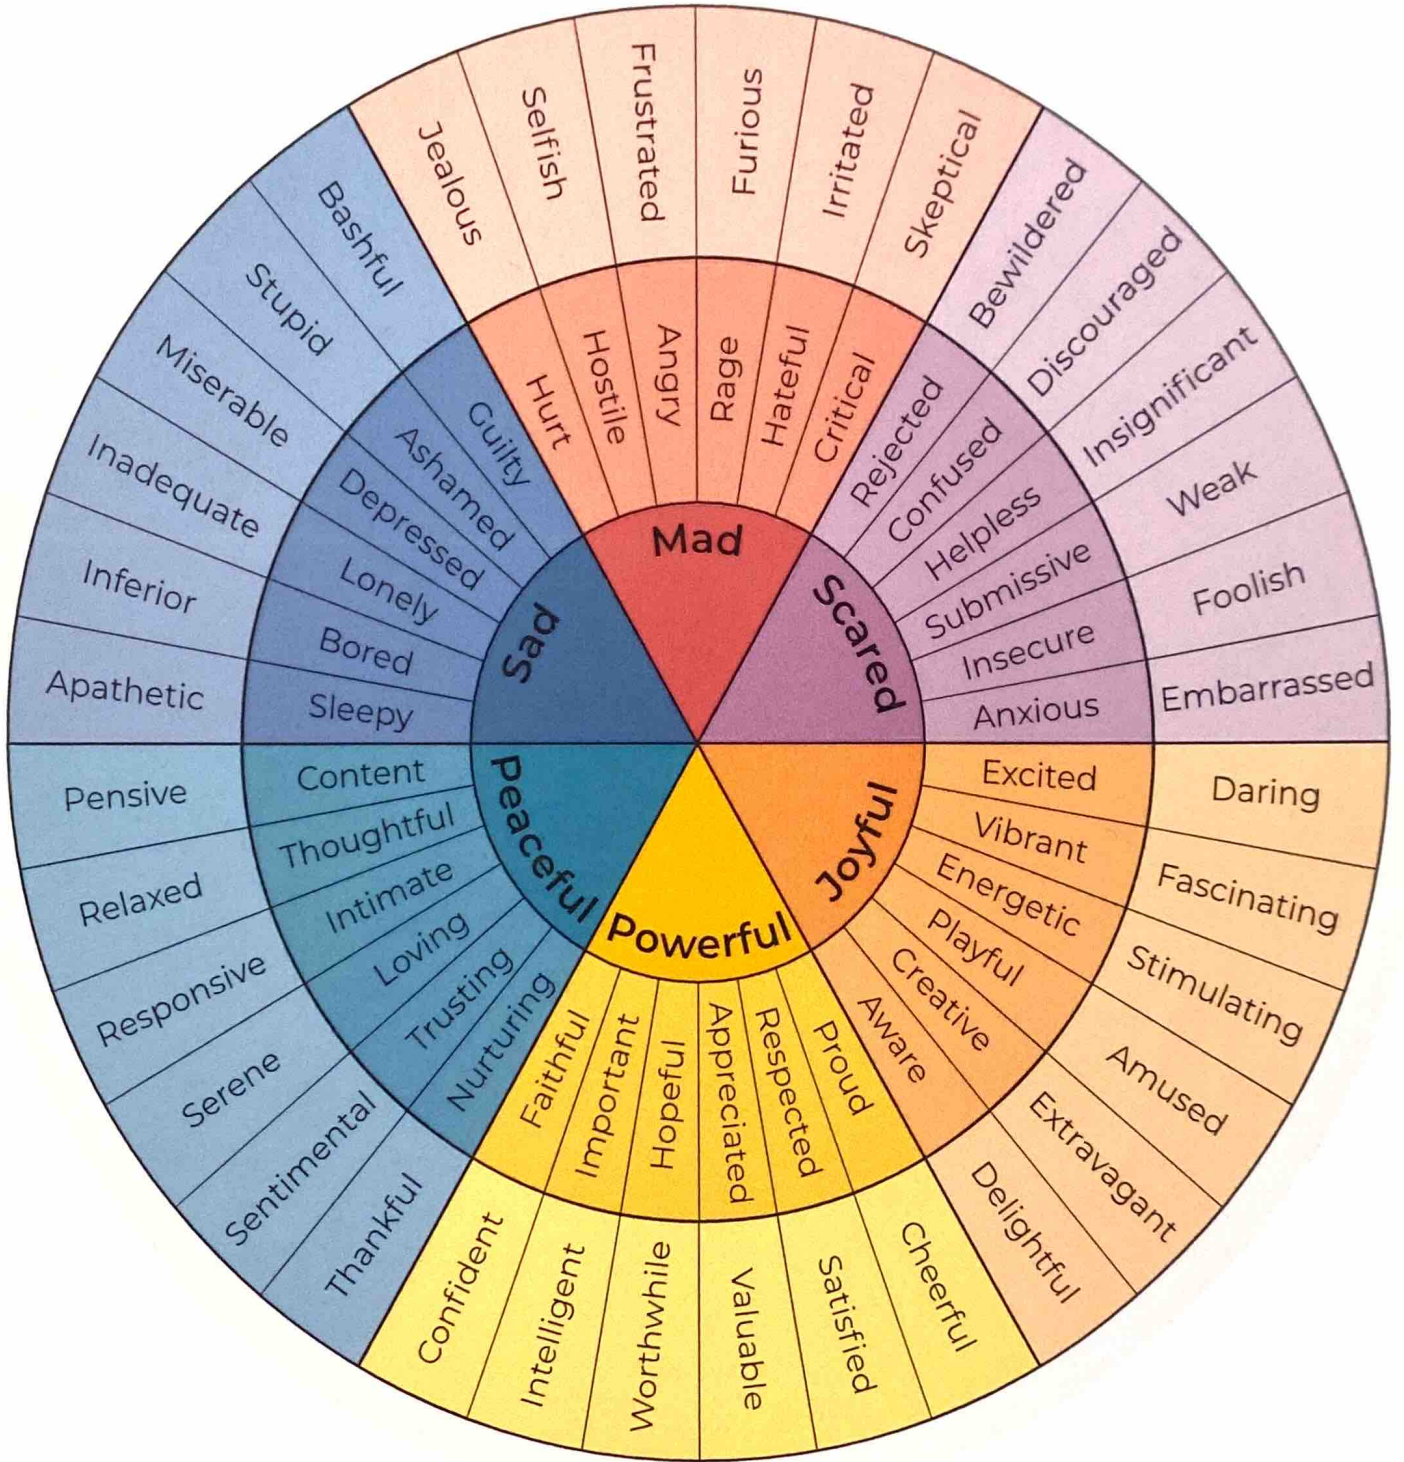 Mad
Hurt
Hostile
Angry
Rage
Hateful
Critical
Jealous
Selfish
Frustrated
Furious
Irritated
Skeptical
Scared
Rejected
Confused
Helpless
Submissive
Insecure
Anxious
Bewildered
Discouraged
Insignificant
Weak
Foolish
Embarrassed
Joyful
Excited
Vibrant
Energetic
Playful
Creative
Aware
Daring
Fascinating
Stimulating
Amused
Extravagant
Delightful
Powerful
Proud
Respected
Appreciated
Hopeful
Important
Faithful
Cheerful
Satisfied
Valuable
Worthwhile
Intelligent
Confident
Peaceful
Nurturing
Trusting
Loving
Intimate
Thoughtful
Content
Thankful
Sentimental
Serene
Responsive
Relaxed
Pensive
Sad
Sleepy
Bored
Lonely
Depressed
Ashamed
Guilty
Apathetic
Inferior
Inadequate
Miserable
Stupid
Bashful